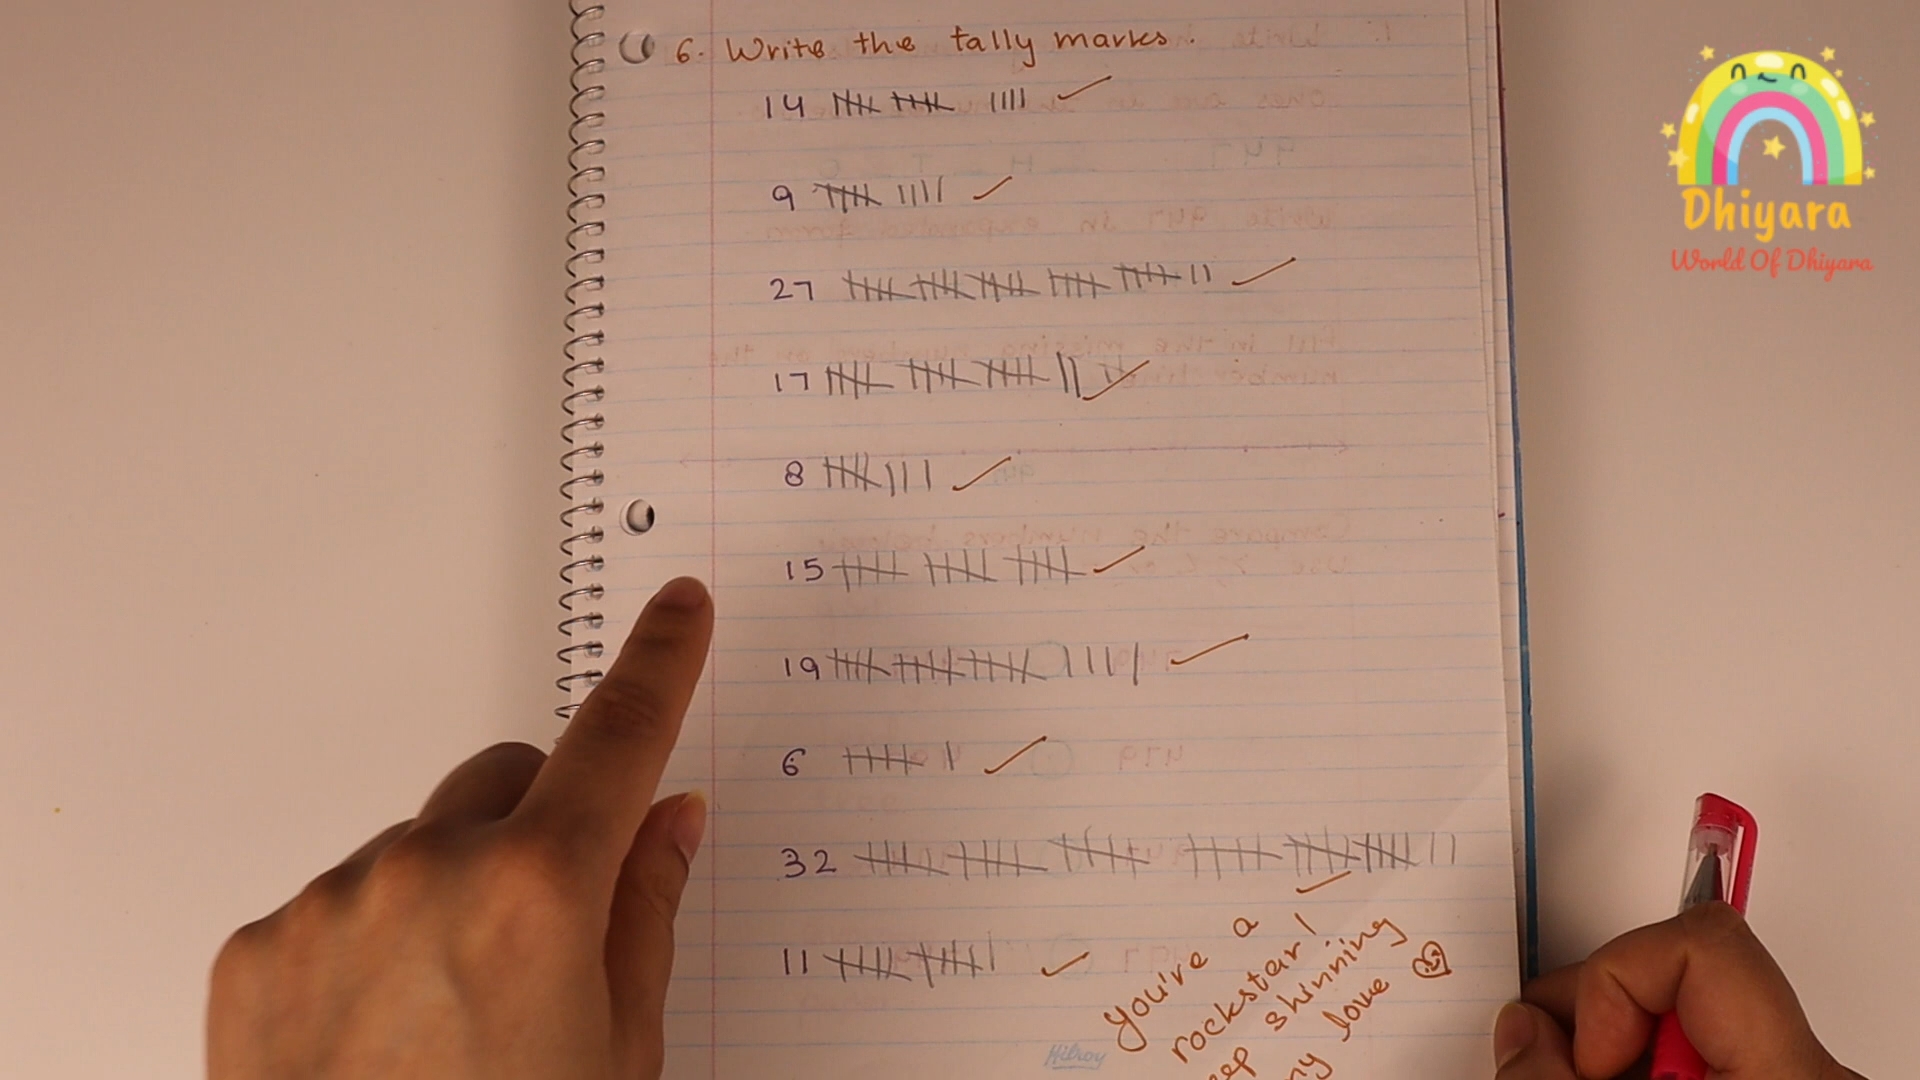 6. Write the tally marks.
14
9
27
17
8
15
19
6
32
11
you're a
rockstar!
shinning
my love
Hilroy
Dhiyara
World Of Dhiyara